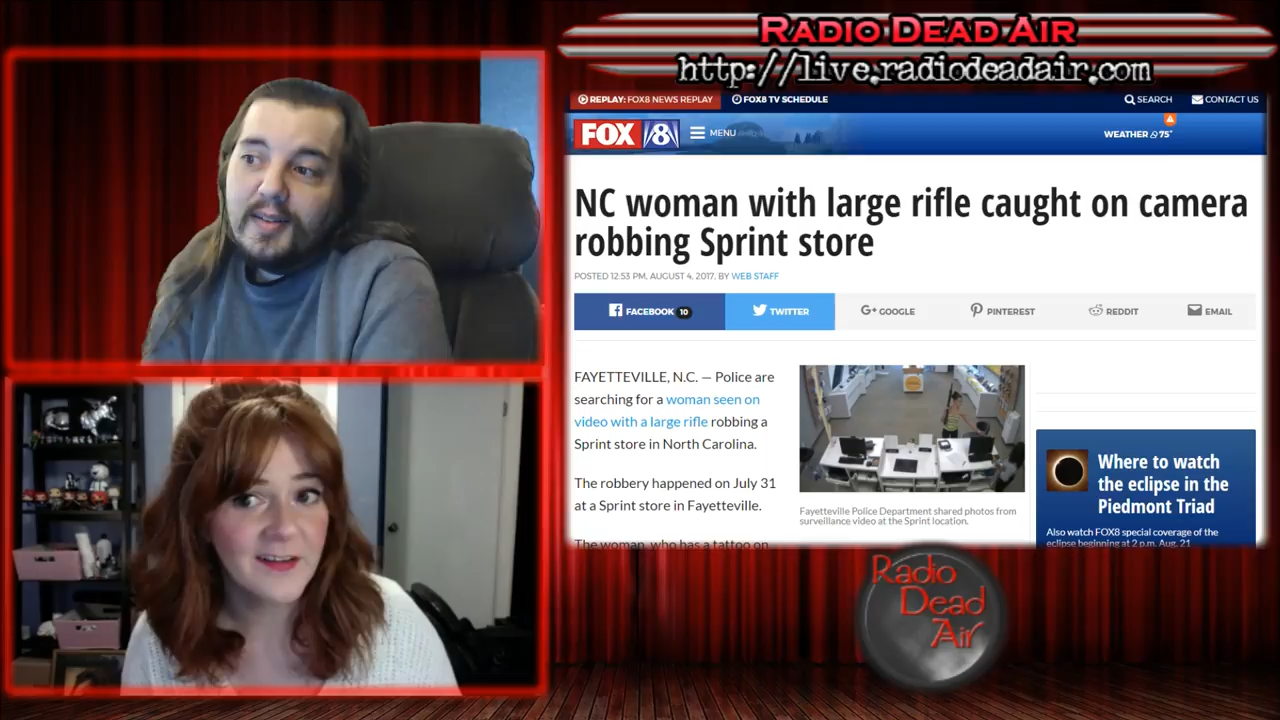 RADIO DEAD AIR
http://live.radiodeadair.com
REPLAY: FOX8 NEWS REPLAY
FOX8 TV SCHEDULE
SEARCH
CONTACT US
FOX 8
MENU
WEATHER 75°
NC woman with large rifle caught on camera
robbing Sprint store
POSTED 12:53 PM, AUGUST 4, 2017, BY WEB STAFF
FACEBOOK 10
TWITTER
G+ GOOGLE
PINTEREST
REDDIT
EMAIL
FAYETTEVILLE, N.C. — Police are
searching for a woman seen on
video with a large rifle robbing a
Sprint store in North Carolina.
The robbery happened on July 31
at a Sprint store in Fayetteville.
The woman, who has a tattoo on
Fayetteville Police Department shared photos from
surveillance video at the Sprint location.
Where to watch
the eclipse in the
Piedmont Triad
Also watch FOX8 special coverage of the
eclipse beginning at 2 p.m. Aug. 21
Radio
Dead
Air